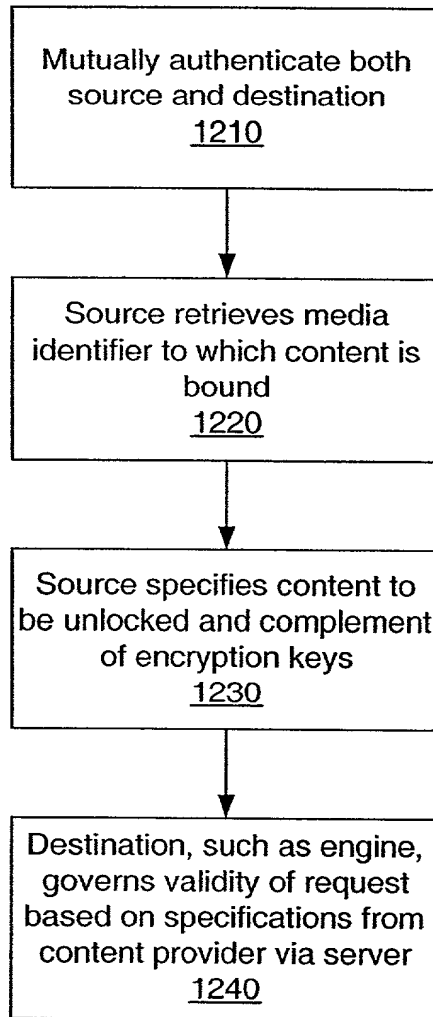 Mutually authenticate both
source and destination
1210
Source retrieves media
identifier to which content is
bound
1220
Source specifies content to
be unlocked and complement
of encryption keys
1230
Destination, such as engine,
governs validity of request
based on specifications from
content provider via server
1240